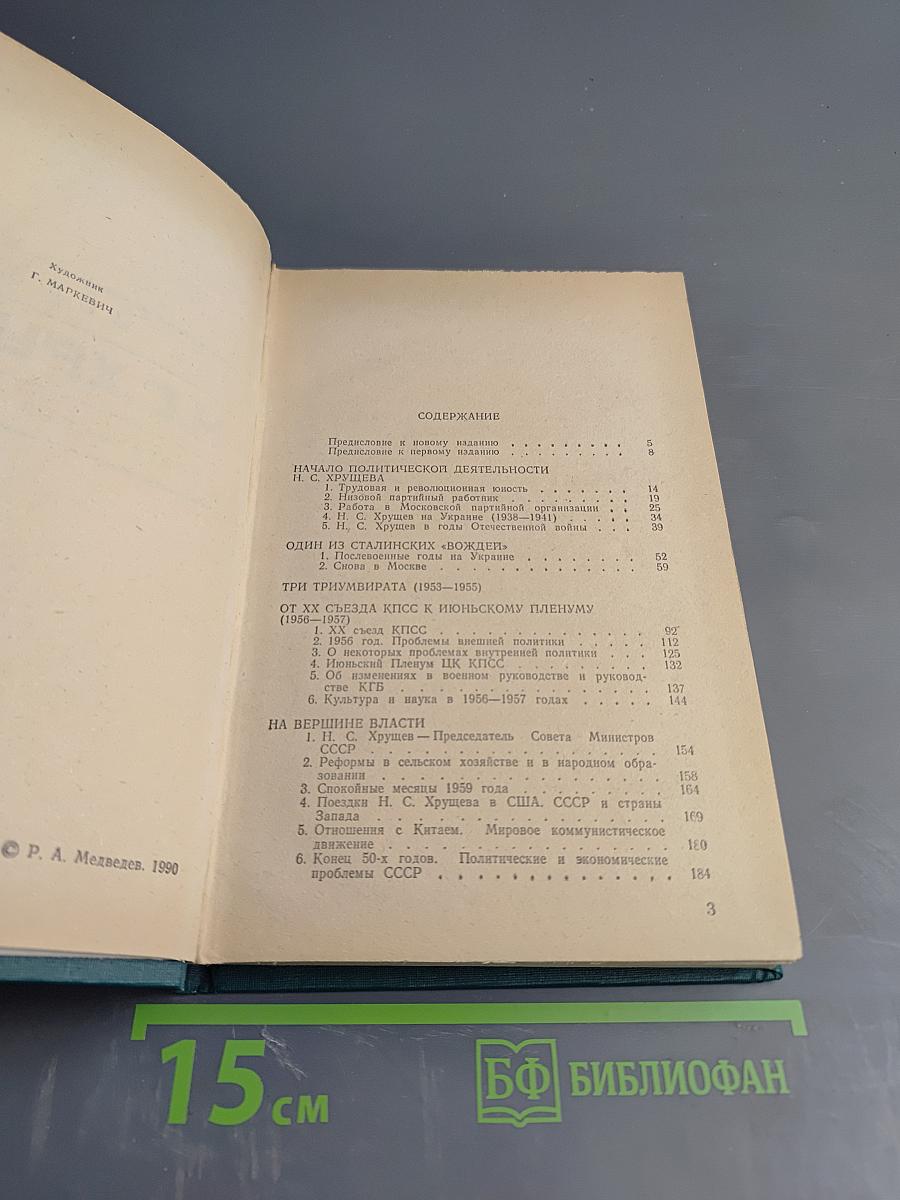 Художник
Г. МАРКЕВИЧ
© Р. А. Медведев. 1990
СОДЕРЖАНИЕ
Предисловие к новому изданию . . . . . . . . . 5
Предисловие к первому изданию . . . . . . . . . 8
НАЧАЛО ПОЛИТИЧЕСКОЙ ДЕЯТЕЛЬНОСТИ
Н. С. ХРУЩЕВА
1. Трудовая и революционная юность . . . . . . . 14
2. Низовой партийный работник . . . . . . . . . 19
3. Работа в Московской партийной организации . . 25
4. Н. С. Хрущев на Украине (1938—1941) . . . . . 34
5. Н. С. Хрущев в годы Отечественной войны . . . 39
ОДИН ИЗ СТАЛИНСКИХ «ВОЖДЕЙ»
1. Послевоенные годы на Украине . . . . . . . . 52
2. Снова в Москве . . . . . . . . . . . . . 59
ТРИ ТРИУМВИРАТА (1953—1955)
ОТ XX СЪЕЗДА КПСС К ИЮНЬСКОМУ ПЛЕНУМУ
(1956—1957)
1. XX съезд КПСС . . . . . . . . . . . . . 92
2. 1956 год. Проблемы внешней политики . . . . . 112
3. О некоторых проблемах внутренней политики . . . 125
4. Июньский Пленум ЦК КПСС . . . . . . . . . 132
5. Об изменениях в военном руководстве и руковод-
стве КГБ . . . . . . . . . . . . . . . 137
6. Культура и наука в 1956—1957 годах . . . . . 144
НА ВЕРШИНЕ ВЛАСТИ
1. Н. С. Хрущев — Председатель Совета Министров
СССР . . . . . . . . . . . . . . . . . 154
2. Реформы в сельском хозяйстве и в народном обра-
зовании . . . . . . . . . . . . . . . . 158
3. Спокойные месяцы 1959 года . . . . . . . . 164
4. Поездки Н. С. Хрущева в США. СССР и страны
Запада . . . . . . . . . . . . . . . . 169
5. Отношения с Китаем. Мировое коммунистическое
движение . . . . . . . . . . . . . . . 180
6. Конец 50-х годов. Политические и экономические
проблемы СССР . . . . . . . . . . . . . 184
3
15 см
БФ БИБЛИОФАН